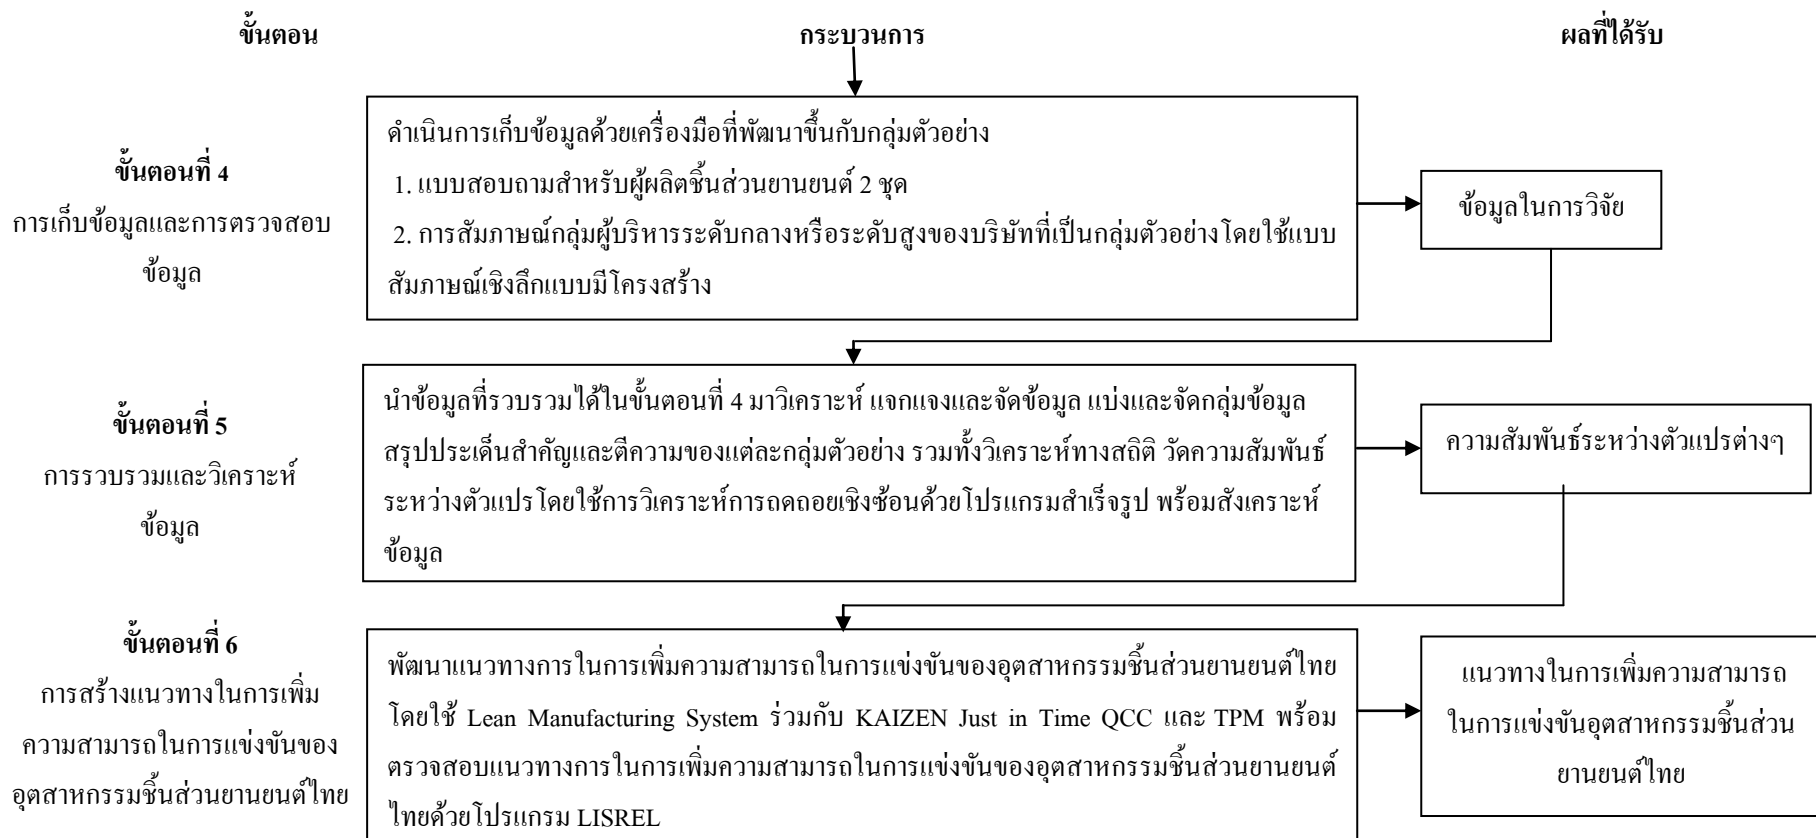 ขั้นตอน
กระบวนการ
ผลที่ได้รับ
ขั้นตอนที่ 4
การเก็บข้อมูลและการตรวจสอบ
ข้อมูล
ดำเนินการเก็บข้อมูลด้วยเครื่องมือที่พัฒนาขึ้นกับกลุ่มตัวอย่าง
1. แบบสอบถามสำหรับผู้ผลิตชิ้นส่วนยานยนต์ 2 ชุด
2. การสัมภาษณ์กลุ่มผู้บริหารระดับกลางหรือระดับสูงของบริษัทที่เป็นกลุ่มตัวอย่างโดยใช้แบบ
สัมภาษณ์เชิงลึกแบบมีโครงสร้าง
ข้อมูลในการวิจัย
ขั้นตอนที่ 5
การรวบรวมและวิเคราะห์
ข้อมูล
นำข้อมูลที่รวบรวมได้ในขั้นตอนที่ 4 มาวิเคราะห์ แจกแจงและจัดข้อมูล แบ่งและจัดกลุ่มข้อมูล
สรุปประเด็นสำคัญและตีความของแต่ละกลุ่มตัวอย่าง รวมทั้งวิเคราะห์ทางสถิติ วัดความสัมพันธ์
ระหว่างตัวแปรโดยใช้การวิเคราะห์การถดถอยเชิงซ้อนด้วยโปรแกรมสำเร็จรูป พร้อมสังเคราะห์
ข้อมูล
ความสัมพันธ์ระหว่างตัวแปรต่างๆ
ขั้นตอนที่ 6
การสร้างแนวทางในการเพิ่ม
ความสามารถในการแข่งขันของ
อุตสาหกรรมชิ้นส่วนยานยนต์ไทย
พัฒนาแนวทางการในการเพิ่มความสามารถในการแข่งขันของอุตสาหกรรมชิ้นส่วนยานยนต์ไทย
โดยใช้ Lean Manufacturing System ร่วมกับ KAIZEN Just in Time QCC และ TPM พร้อม
ตรวจสอบแนวทางการในการเพิ่มความสามารถในการแข่งขันของอุตสาหกรรมชิ้นส่วนยานยนต์
ไทยด้วยโปรแกรม LISREL
แนวทางในการเพิ่มความสามารถ
ในการแข่งขันอุตสาหกรรมชิ้นส่วน
ยานยนต์ไทย